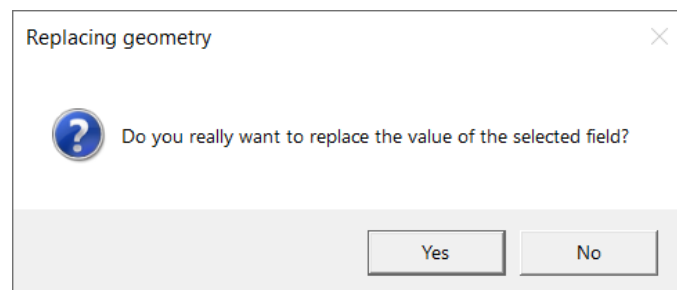 Replacing geometry
Do you really want to replace the value of the selected field?
Yes No